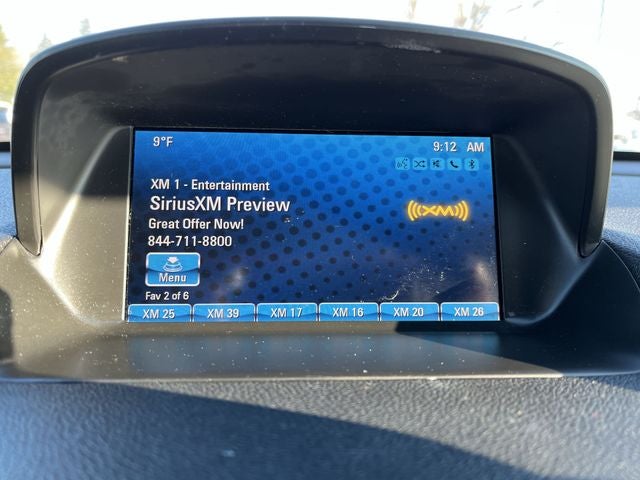 9°F 9:12 AM
XM 1 - Entertainment
SiriusXM Preview
((XM))
Great Offer Now!
844-711-8800
Menu
Fav 2 of 6
XM 25 XM 39 XM 17 XM 16 XM 20 XM 26